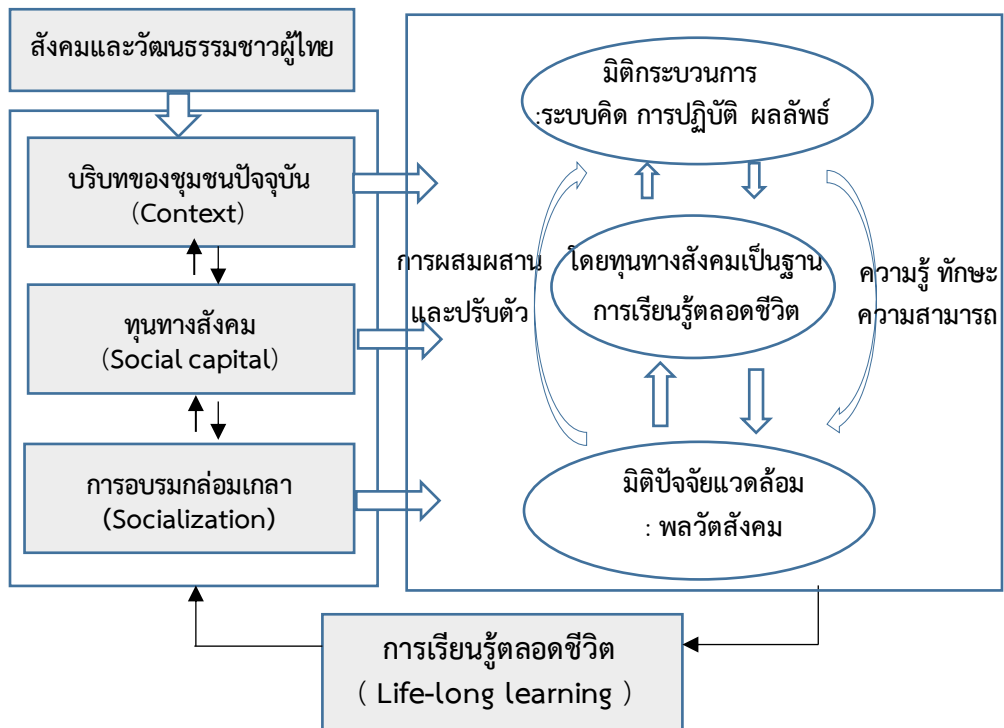 สังคมและวัฒนธรรมชาวผู้ไทย
บริบทของชุมชนปัจจุบัน
(Context)
ทุนทางสังคม
(Social capital)
การอบรมกล่อมเกลา
(Socialization)
มิติกระบวนการ
:ระบบคิด การปฏิบัติ ผลลัพธ์
การผสมผสาน
และปรับตัว
โดยทุนทางสังคมเป็นฐาน
การเรียนรู้ตลอดชีวิต
ความรู้ ทักษะ
ความสามารถ
มิติปัจจัยแวดล้อม
: พลวัตสังคม
การเรียนรู้ตลอดชีวิต
( Life-long learning )